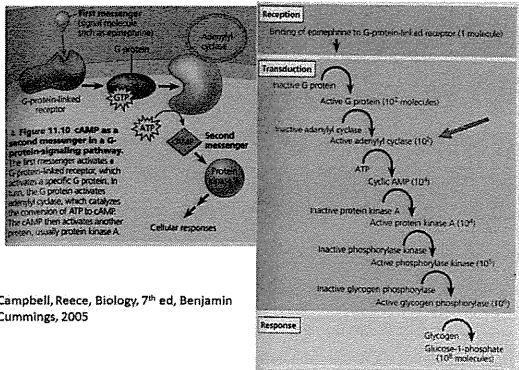 First messenger
(signal molecule
such as epinephrine)
Adenylyl
cyclase
G protein
G-protein-linked
receptor
GTP
ATP
cAMP
Second
messenger
Protein
kinase A
Cellular responses
▲ Figure 11.10 cAMP as a
second messenger in a G-
protein-signaling pathway.
The first messenger activates a
G-protein-linked receptor, which
activates a specific G protein. In
turn, the G protein activates
adenylyl cyclase, which catalyzes
the conversion of ATP to cAMP.
The cAMP then activates another
protein, usually protein kinase A.
Campbell, Reece, Biology, 7th ed, Benjamin
Cummings, 2005
Reception
Binding of epinephrine to G-protein-linked receptor (1 molecule)
Transduction
Inactive G protein
Active G protein (10² molecules)
Inactive adenylyl cyclase
Active adenylyl cyclase (10²)
ATP
Cyclic AMP (10⁴)
Inactive protein kinase A
Active protein kinase A (10⁴)
Inactive phosphorylase kinase
Active phosphorylase kinase (10⁵)
Inactive glycogen phosphorylase
Active glycogen phosphorylase (10⁶)
Response
Glycogen
Glucose-1-phosphate
(10⁸ molecules)